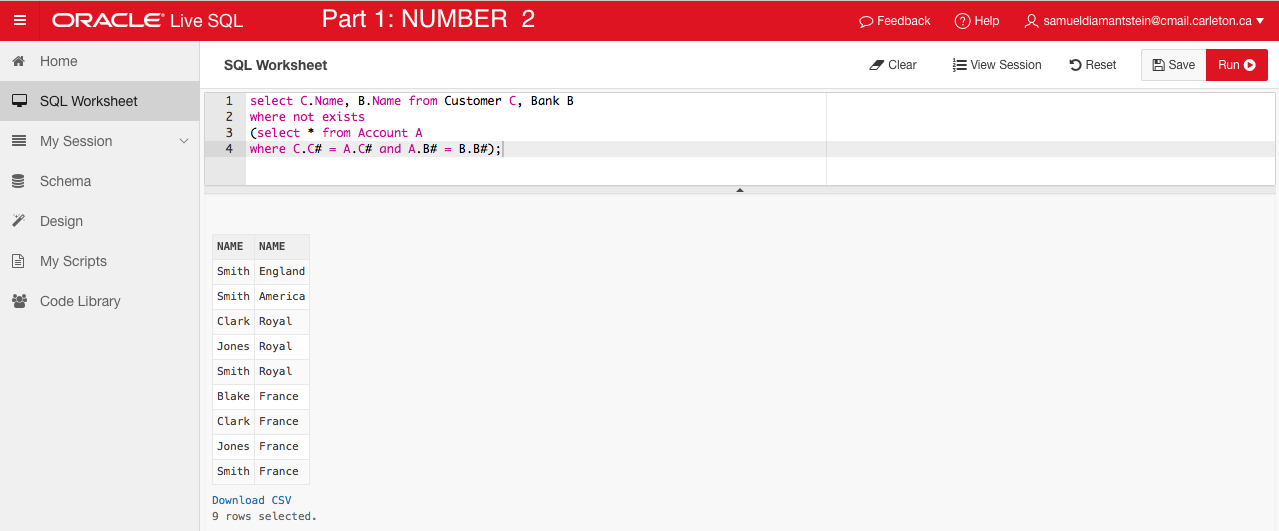 ORACLE® Live SQL
Part 1: NUMBER 2
Feedback
Help
samueldiamantstein@cmail.carleton.ca
Home
SQL Worksheet
My Session
Schema
Design
My Scripts
Code Library
SQL Worksheet
Clear
View Session
Reset
Save
Run
1 select C.Name, B.Name from Customer C, Bank B
2 where not exists
3 (select * from Account A
4 where C.C# = A.C# and A.B# = B.B#);
NAME NAME
Smith England
Smith America
Clark Royal
Jones Royal
Smith Royal
Blake France
Clark France
Jones France
Smith France
Download CSV
9 rows selected.